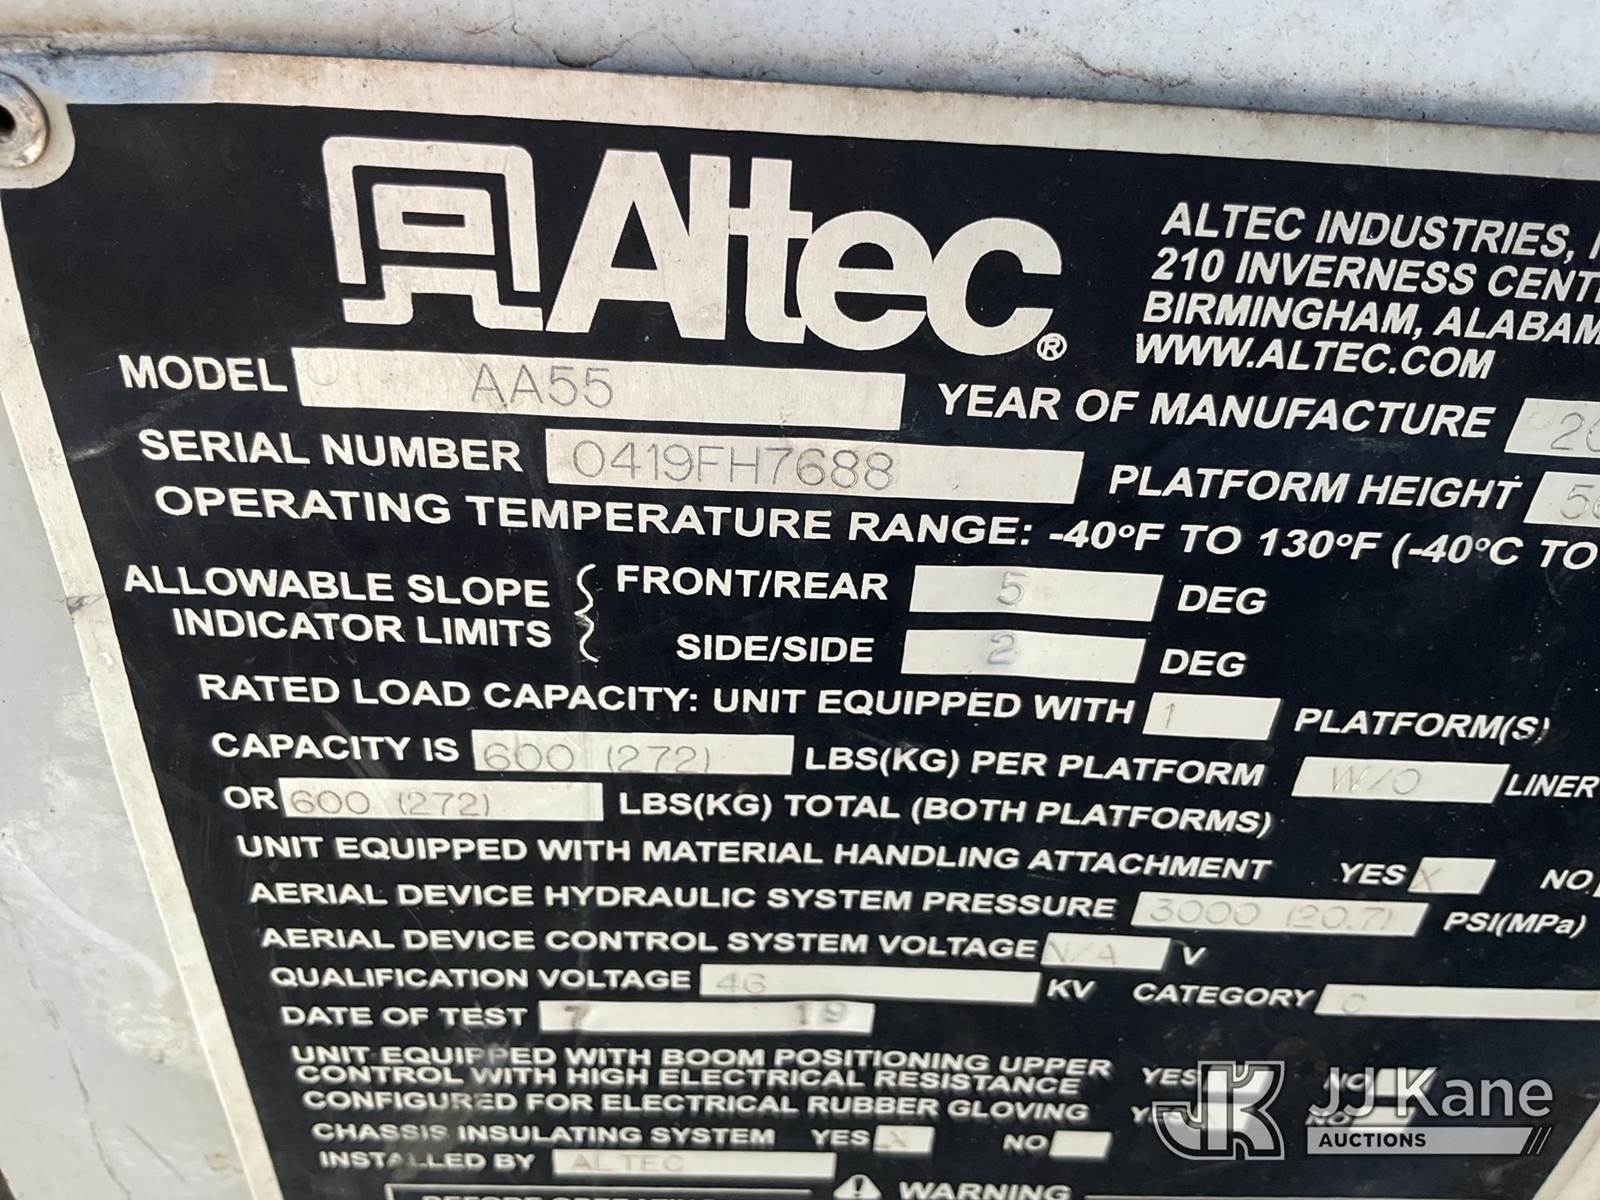 Altec®
ALTEC INDUSTRIES,
210 INVERNESS
BIRMINGHAM,
WWW.ALTEC.COM
MODEL AA55 YEAR OF MANUFACTURE
SERIAL NUMBER 0419FH7688 PLATFORM HEIGHT
OPERATING TEMPERATURE RANGE: -40°F TO 130°F (-40°C TO
ALLOWABLE SLOPE INDICATOR LIMITS
FRONT/REAR 5 DEG
SIDE/SIDE 2 DEG
RATED LOAD CAPACITY: UNIT EQUIPPED WITH 1 PLATFORM(S)
CAPACITY IS 600 (272) LBS(KG) PER PLATFORM W/O LINER
OR 600 (272) LBS(KG) TOTAL (BOTH PLATFORMS)
UNIT EQUIPPED WITH MATERIAL HANDLING ATTACHMENT YES X NO
AERIAL DEVICE HYDRAULIC SYSTEM PRESSURE 3000 (20.7) PSI(MPa)
AERIAL DEVICE CONTROL SYSTEM VOLTAGE N/A V
QUALIFICATION VOLTAGE 46 KV CATEGORY C
DATE OF TEST 7 19
UNIT EQUIPPED WITH BOOM POSITIONING UPPER
CONTROL WITH HIGH ELECTRICAL RESISTANCE YES NO
CONFIGURED FOR ELECTRICAL RUBBER GLOVING NO
CHASSIS INSULATING SYSTEM YES X NO
INSTALLED BY ALTEC
WARNING
JK JJ Kane
AUCTIONS